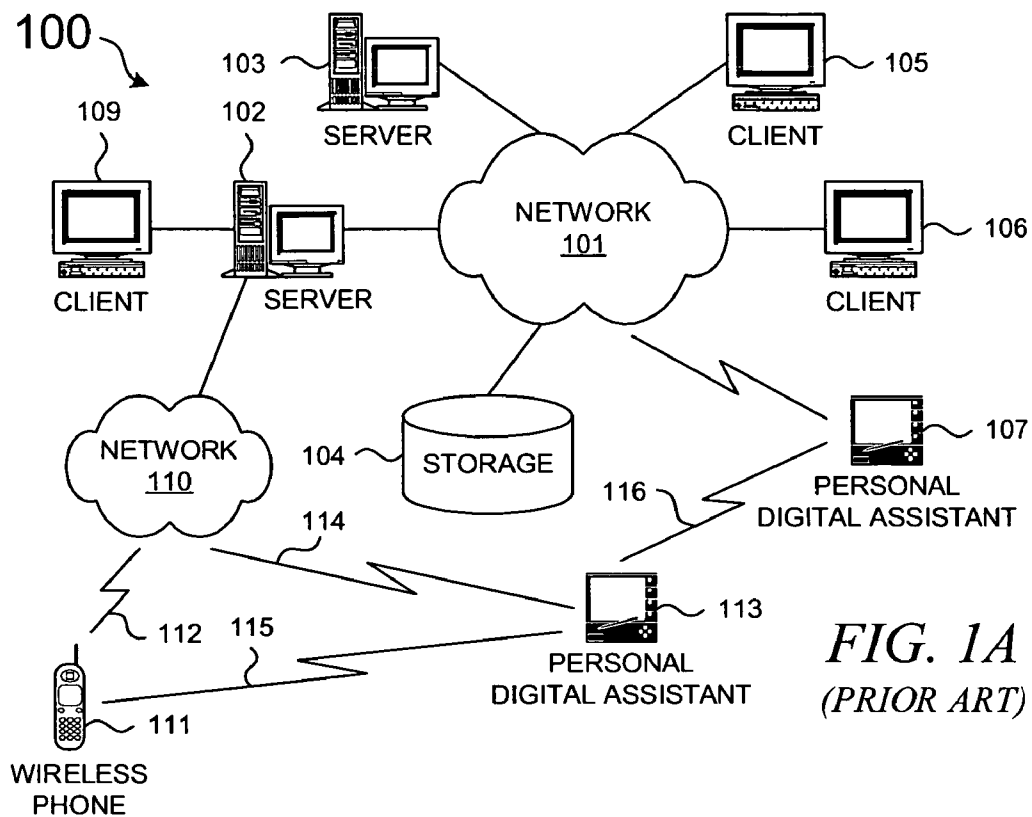 100
103
SERVER
105
CLIENT
109
CLIENT
102
SERVER
NETWORK
101
106
CLIENT
NETWORK
110
104
STORAGE
107
PERSONAL
DIGITAL ASSISTANT
116
114
112
115
113
PERSONAL
DIGITAL ASSISTANT
111
WIRELESS
PHONE
FIG. 1A
(PRIOR ART)